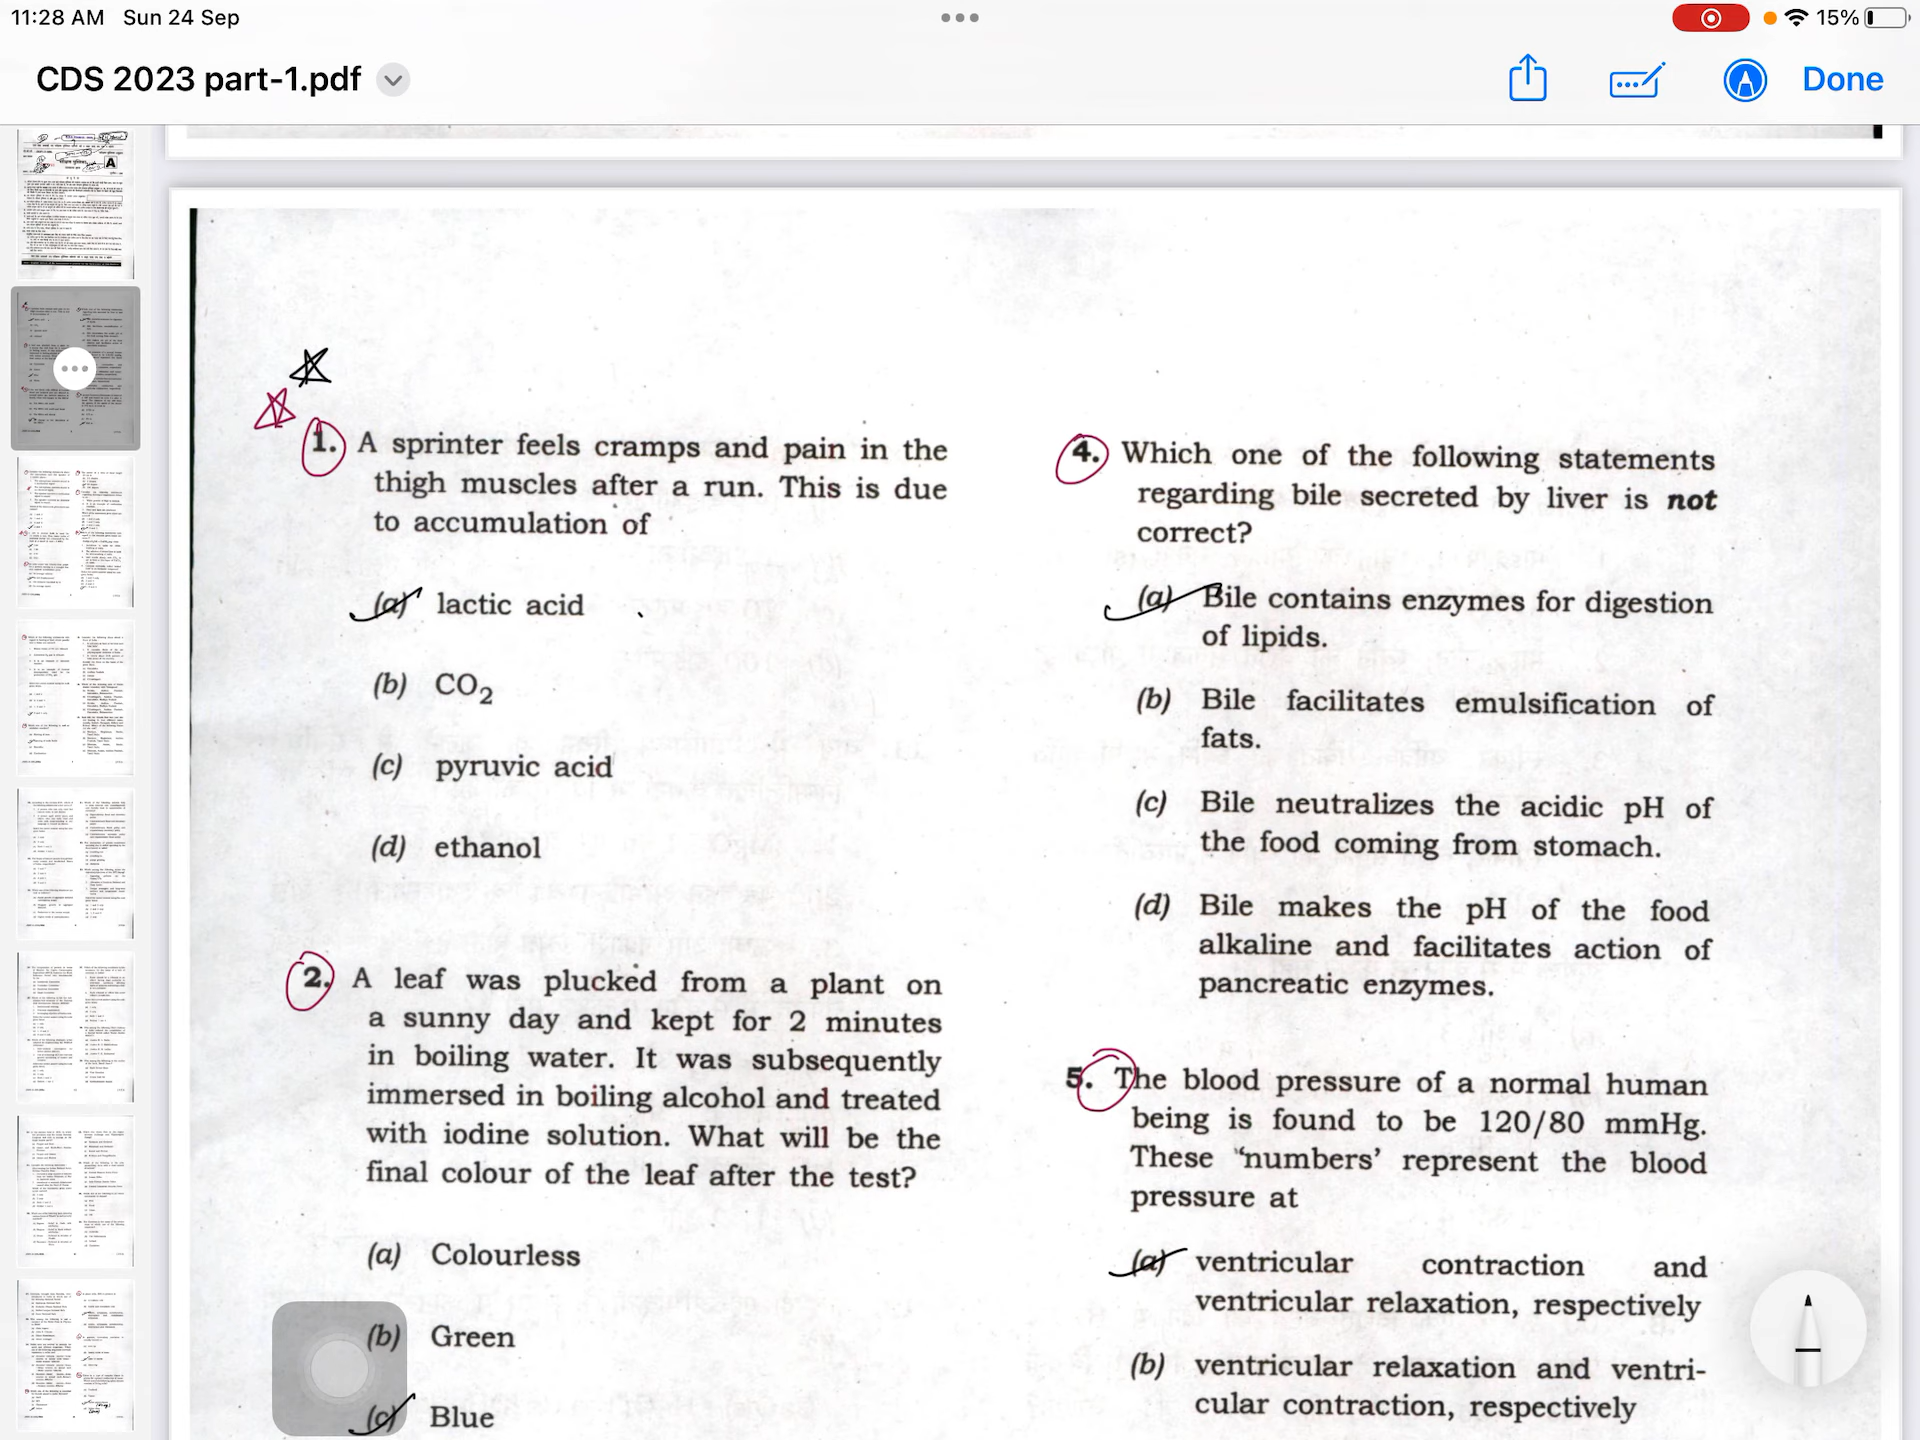 11:28 AM Sun 24 Sep
15%
CDS 2023 part-1.pdf
Done
1. A sprinter feels cramps and pain in the
thigh muscles after a run. This is due
to accumulation of
(a) lactic acid
(b) CO2
(c) pyruvic acid
(d) ethanol
2. A leaf was plucked from a plant on
a sunny day and kept for 2 minutes
in boiling water. It was subsequently
immersed in boiling alcohol and treated
with iodine solution. What will be the
final colour of the leaf after the test?
(a) Colourless
(b) Green
(c) Blue
4. Which one of the following statements
regarding bile secreted by liver is not
correct?
(a) Bile contains enzymes for digestion
of lipids.
(b) Bile facilitates emulsification of
fats.
(c) Bile neutralizes the acidic pH of
the food coming from stomach.
(d) Bile makes the pH of the food
alkaline and facilitates action of
pancreatic enzymes.
5. The blood pressure of a normal human
being is found to be 120/80 mmHg.
These 'numbers' represent the blood
pressure at
(a) ventricular contraction and
ventricular relaxation, respectively
(b) ventricular relaxation and ventri-
cular contraction, respectively